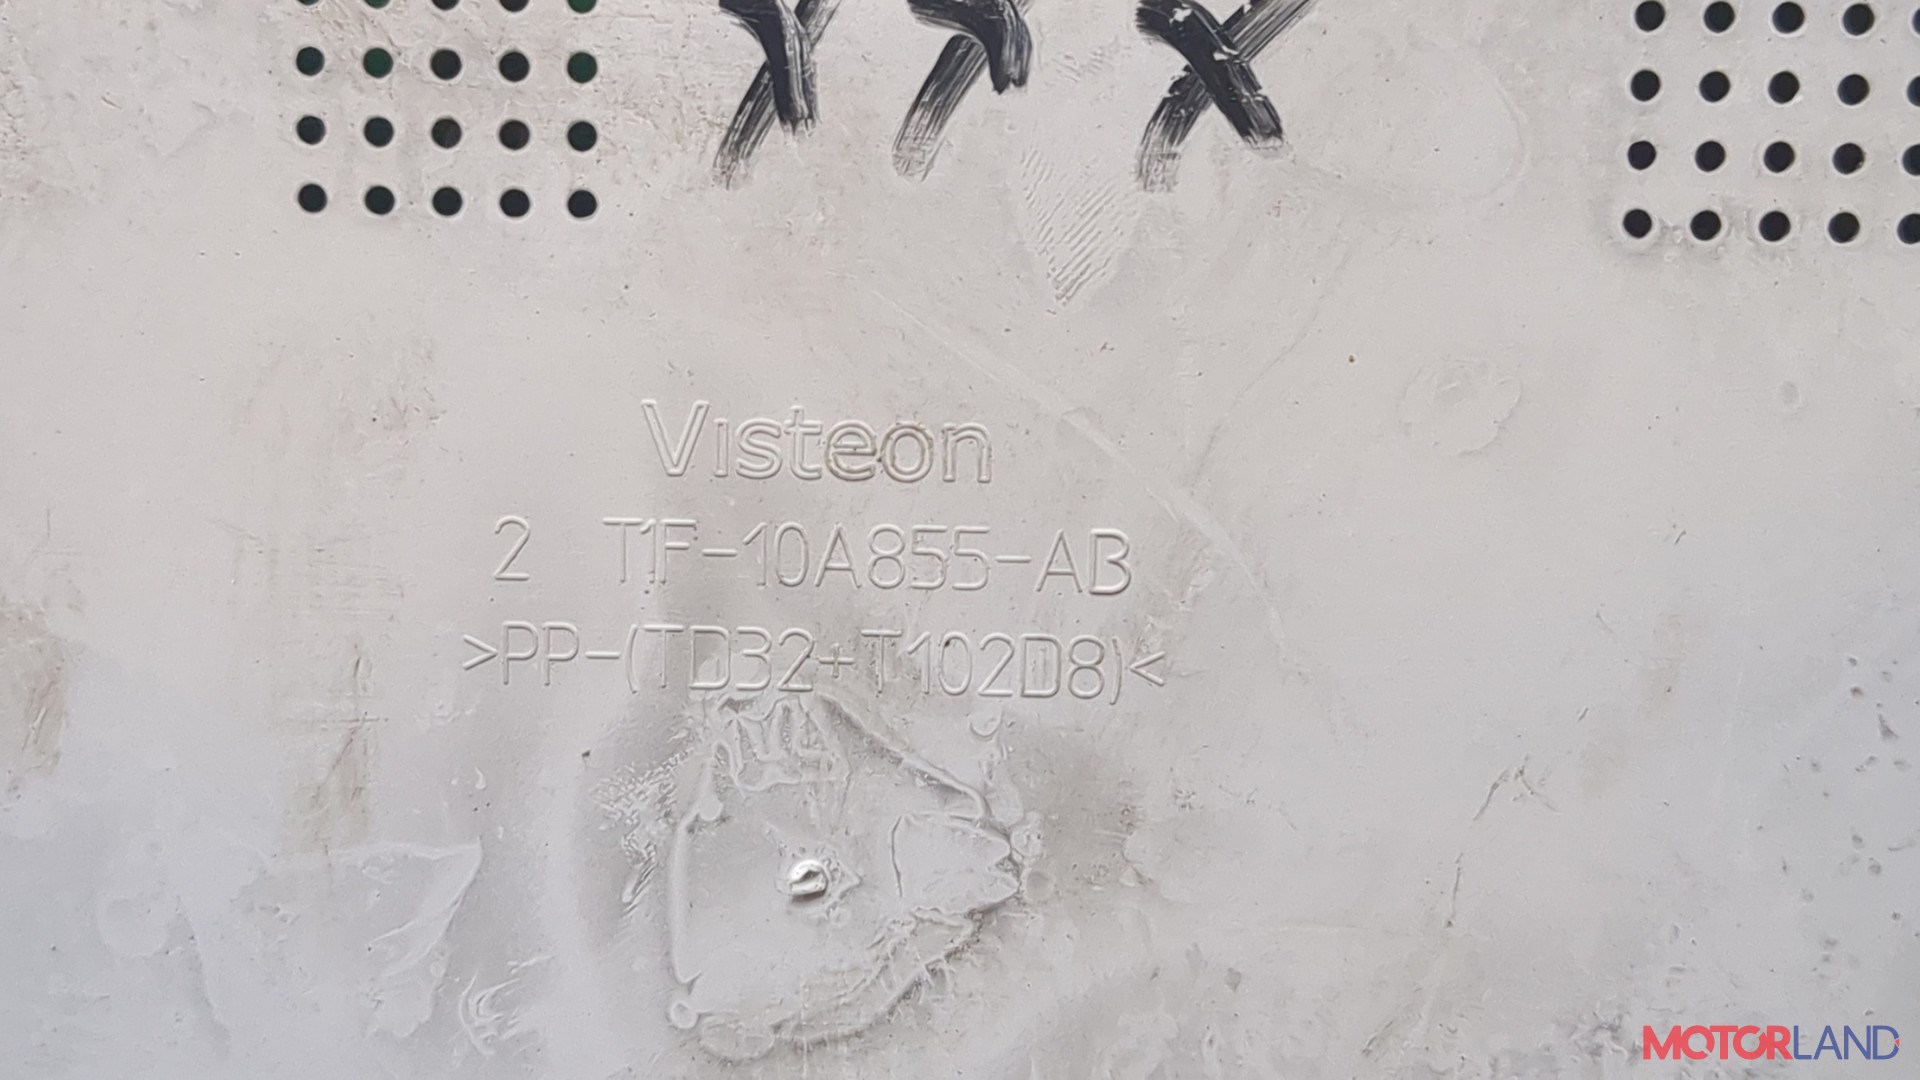 Visteon
2 T1F-10A855-AB
>PP-(TD32+T102D8)<
MOTORLAND